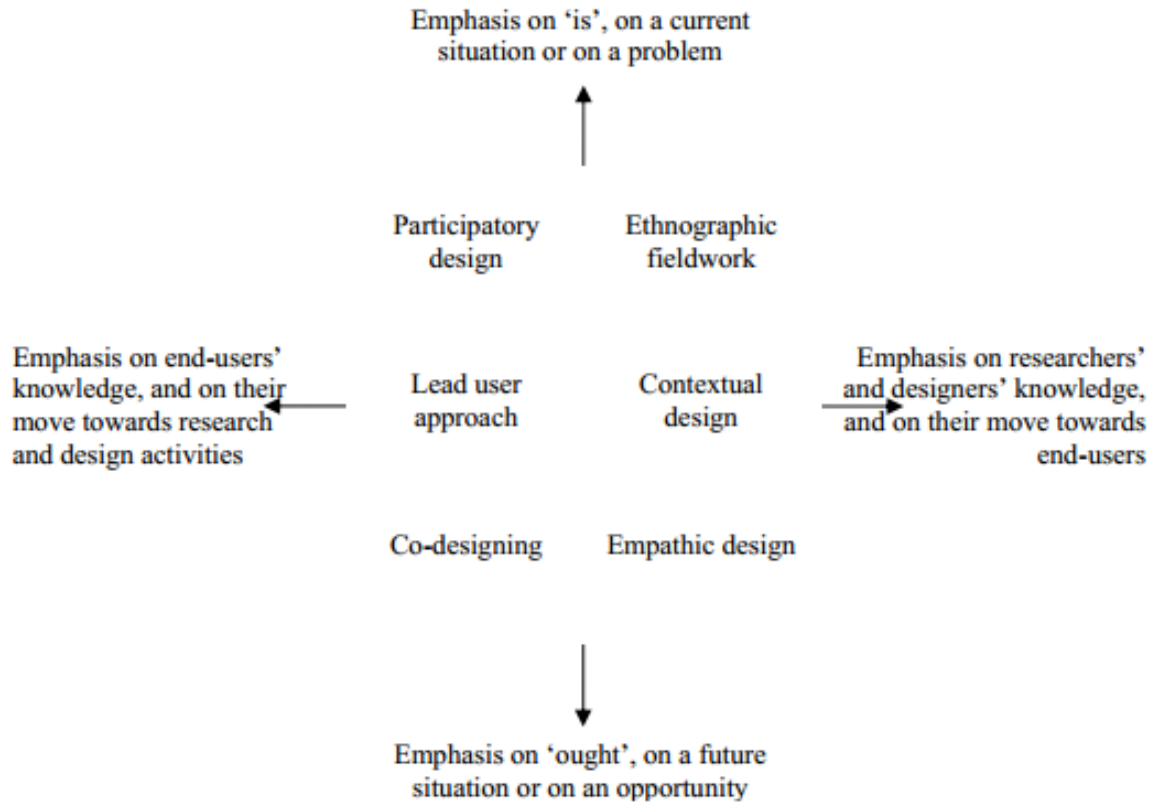 Emphasis on ‘is’, on a current
situation or on a problem
Participatory
design
Ethnographic
fieldwork
Emphasis on end-users’
knowledge, and on their
move towards research
and design activities
Lead user
approach
Contextual
design
Emphasis on researchers’
and designers’ knowledge,
and on their move towards
end-users
Co-designing
Empathic design
Emphasis on ‘ought’, on a future
situation or on an opportunity